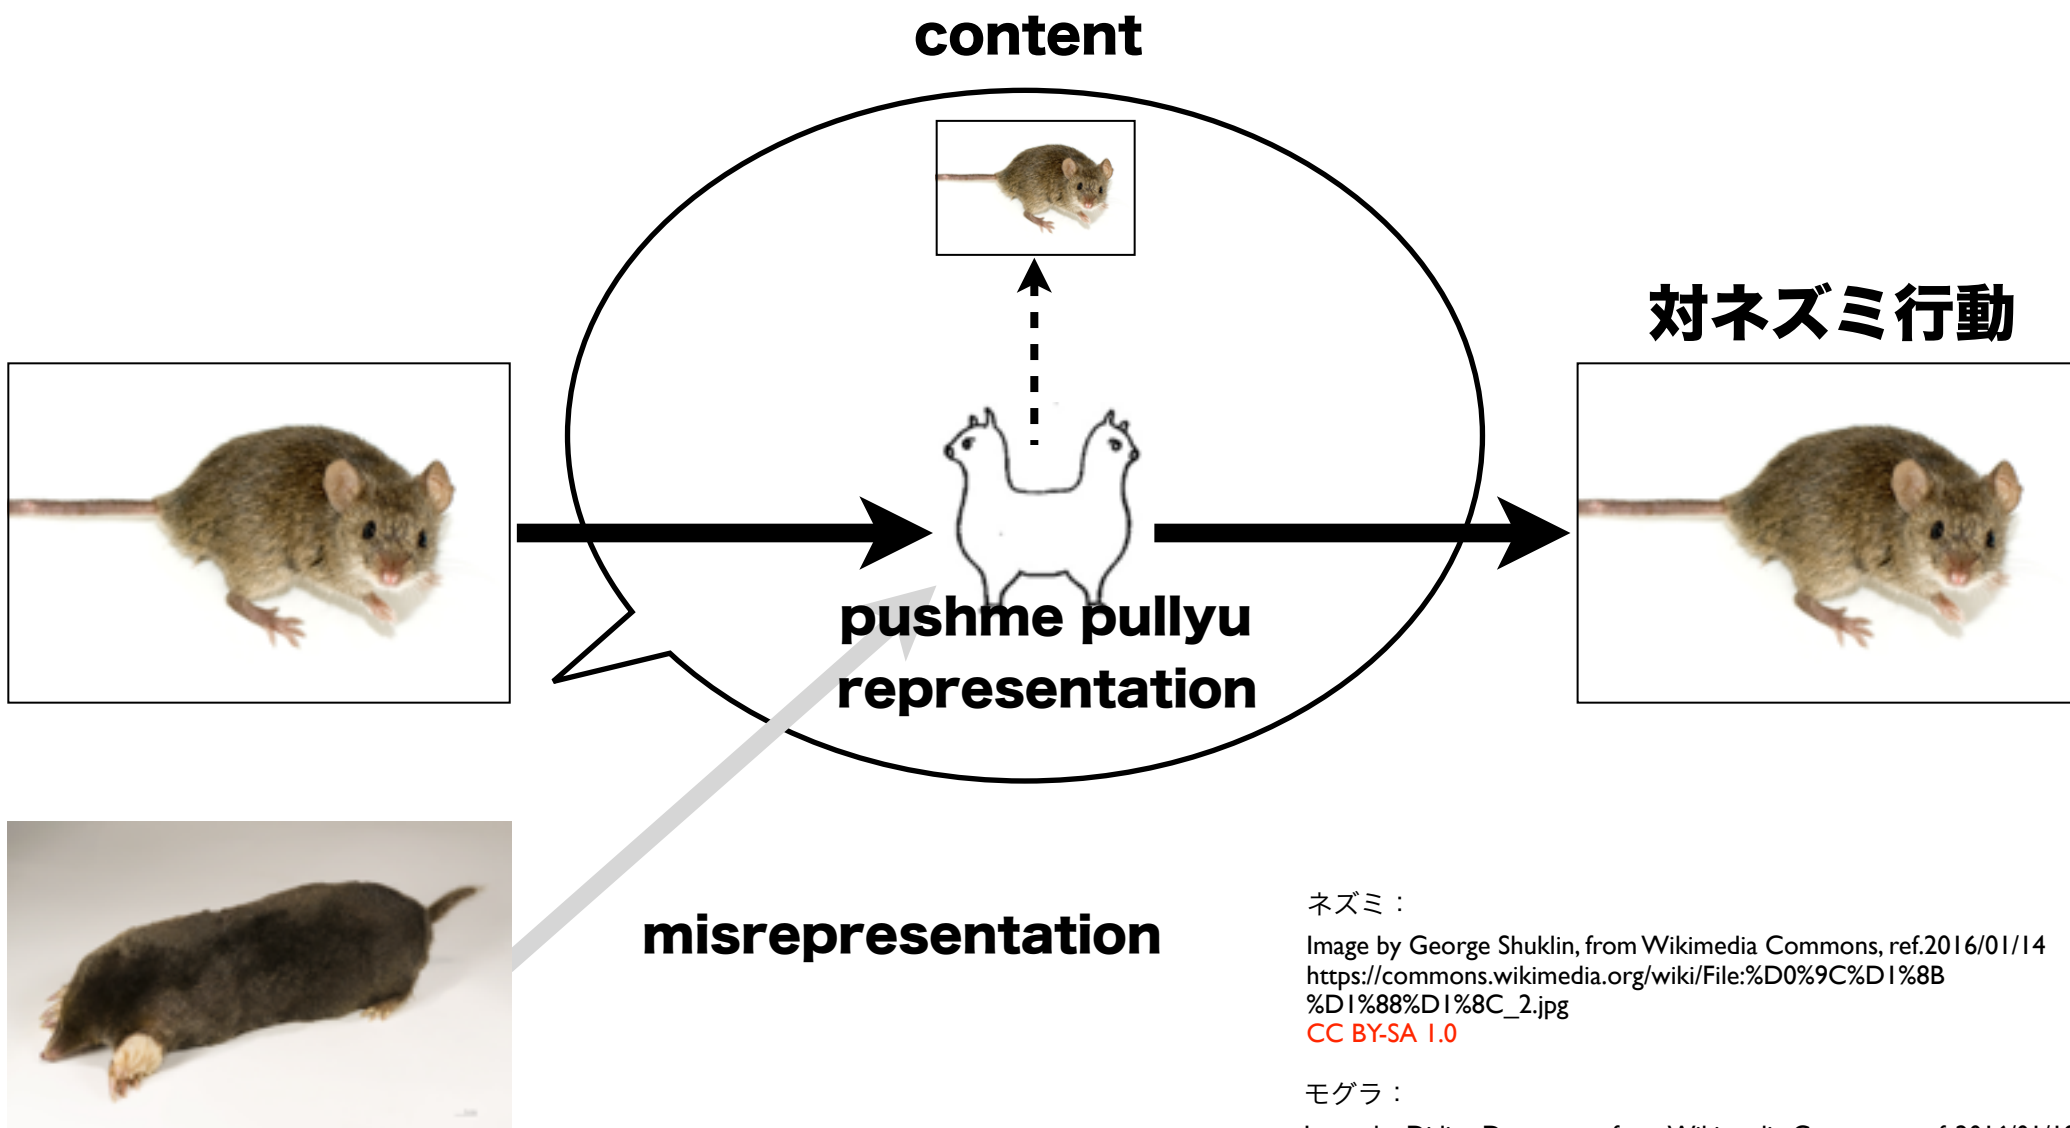 content
対ネズミ行動
pushme pullyu
representation
misrepresentation
ネズミ：
Image by George Shuklin, from Wikimedia Commons, ref.2016/01/14
https://commons.wikimedia.org/wiki/File:%D0%9C%D1%8B
%D1%88%D1%8C_2.jpg
CC BY-SA 1.0
モグラ：